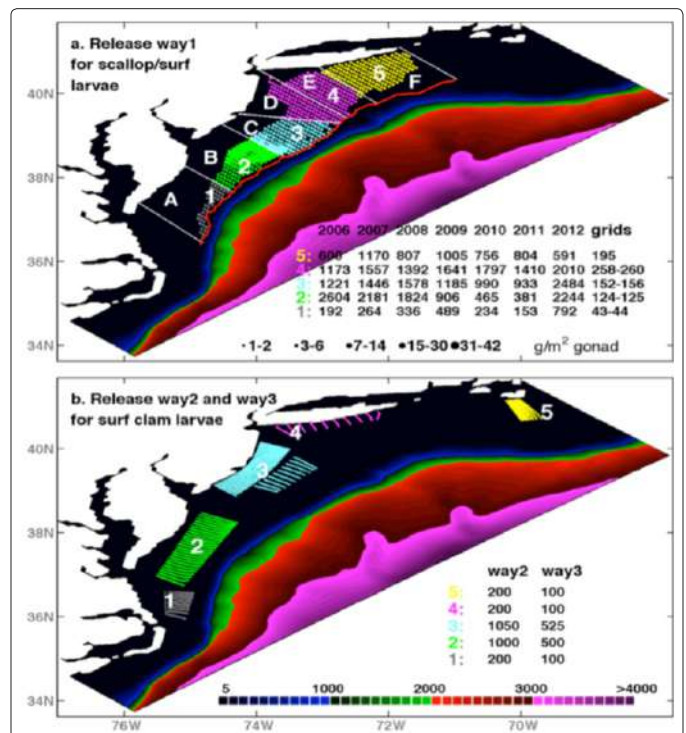 a. Release way1
for scallop/surf
larvae
40N
38N
36N
34N
A
B
C
D
E
F
1
2
3
4
5
2006 2007 2008 2009 2010 2011 2012 grids
5: 606 1170 807 1005 756 804 591 195
4: 1173 1557 1392 1641 1797 1410 2010 258-260
3: 1221 1446 1578 1185 990 933 2484 152-156
2: 2604 2181 1824 906 465 381 2244 124-125
1: 192 264 336 489 234 153 792 43-44
1-2 3-6 7-14 15-30 31-42 g/m² gonad
b. Release way2 and way3
for surf clam larvae
40N
38N
36N
34N
1
2
3
4
5
way2 way3
5: 200 100
4: 200 100
3: 1050 525
2: 1000 500
1: 200 100
5 1000 2000 3000 >4000
76W 74W 72W 70W